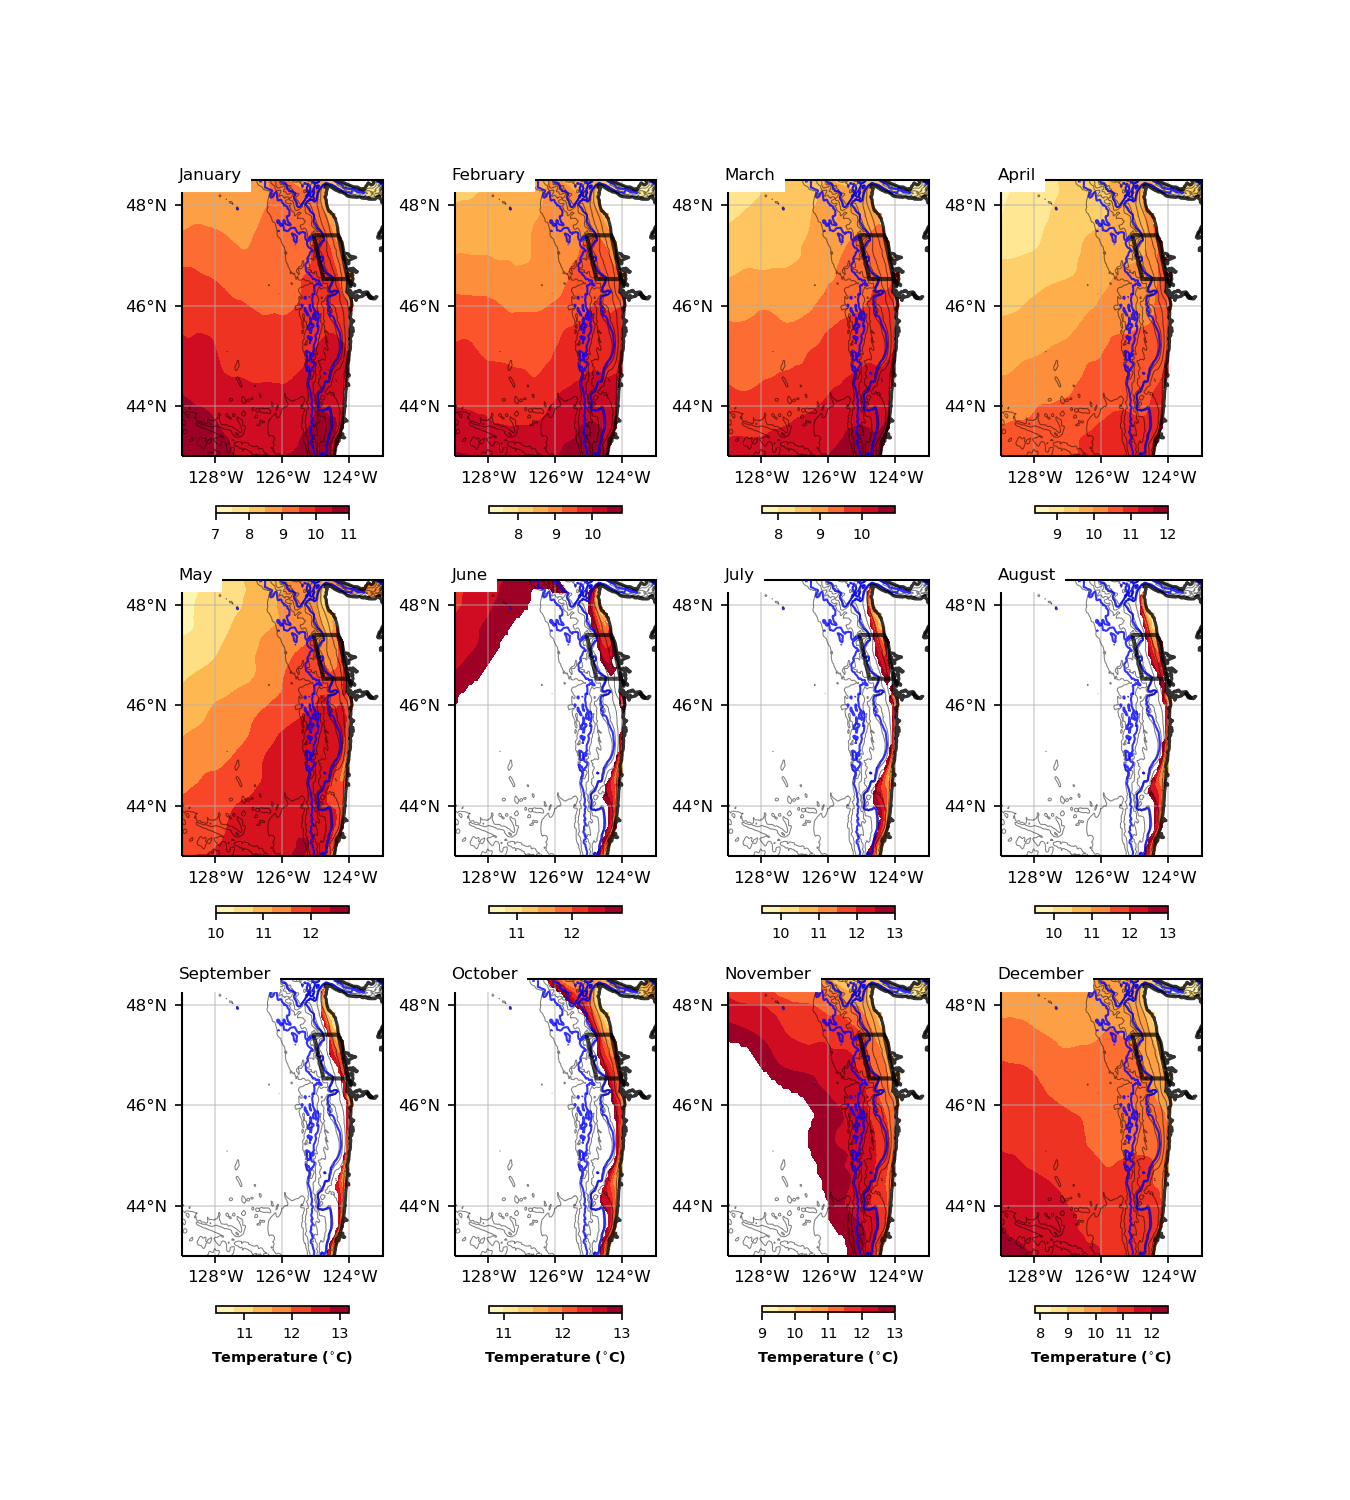 January February March April
48°N 48°N 48°N 48°N
46°N 46°N 46°N 46°N
44°N 44°N 44°N 44°N
128°W 126°W 124°W 128°W 126°W 124°W 128°W 126°W 124°W 128°W 126°W 124°W
7 8 9 10 11 8 9 10 8 9 10 9 10 11 12
May June July August
48°N 48°N 48°N 48°N
46°N 46°N 46°N 46°N
44°N 44°N 44°N 44°N
128°W 126°W 124°W 128°W 126°W 124°W 128°W 126°W 124°W 128°W 126°W 124°W
10 11 12 11 12 10 11 12 13 10 11 12 13
September October November December
48°N 48°N 48°N 48°N
46°N 46°N 46°N 46°N
44°N 44°N 44°N 44°N
128°W 126°W 124°W 128°W 126°W 124°W 128°W 126°W 124°W 128°W 126°W 124°W
11 12 13 11 12 13 9 10 11 12 13 8 9 10 11 12
Temperature (°C) Temperature (°C) Temperature (°C) Temperature (°C)